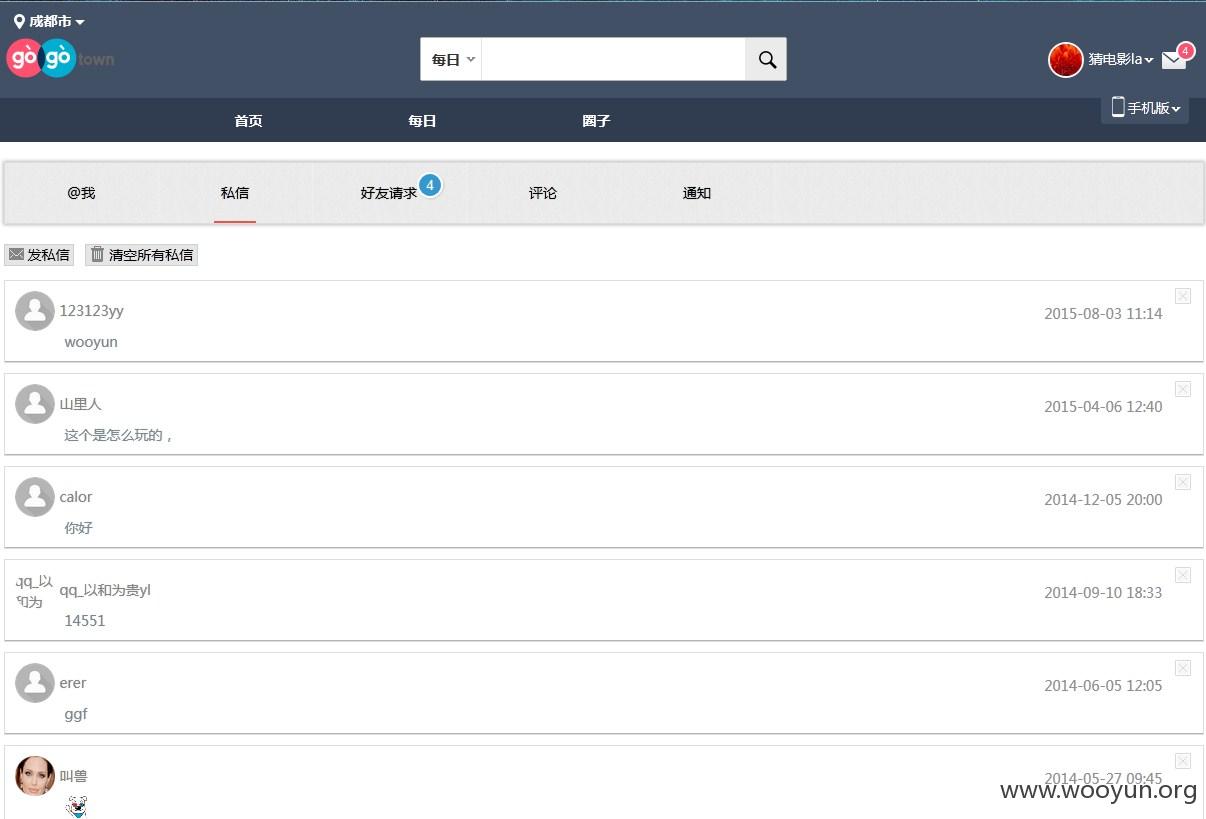 成都市
gò gò town
每日
猜电影la
4
手机版
首页 每日 圈子
@我 私信 好友请求 4 评论 通知
发私信 清空所有私信
123123yy
2015-08-03 11:14
wooyun
山里人
2015-04-06 12:40
这个是怎么玩的，
calor
2014-12-05 20:00
你好
qq_以
和为
qq_以和为贵yl
2014-09-10 18:33
14551
erer
2014-06-05 12:05
ggf
叫兽
2014-05-27 09:45
www.wooyun.org